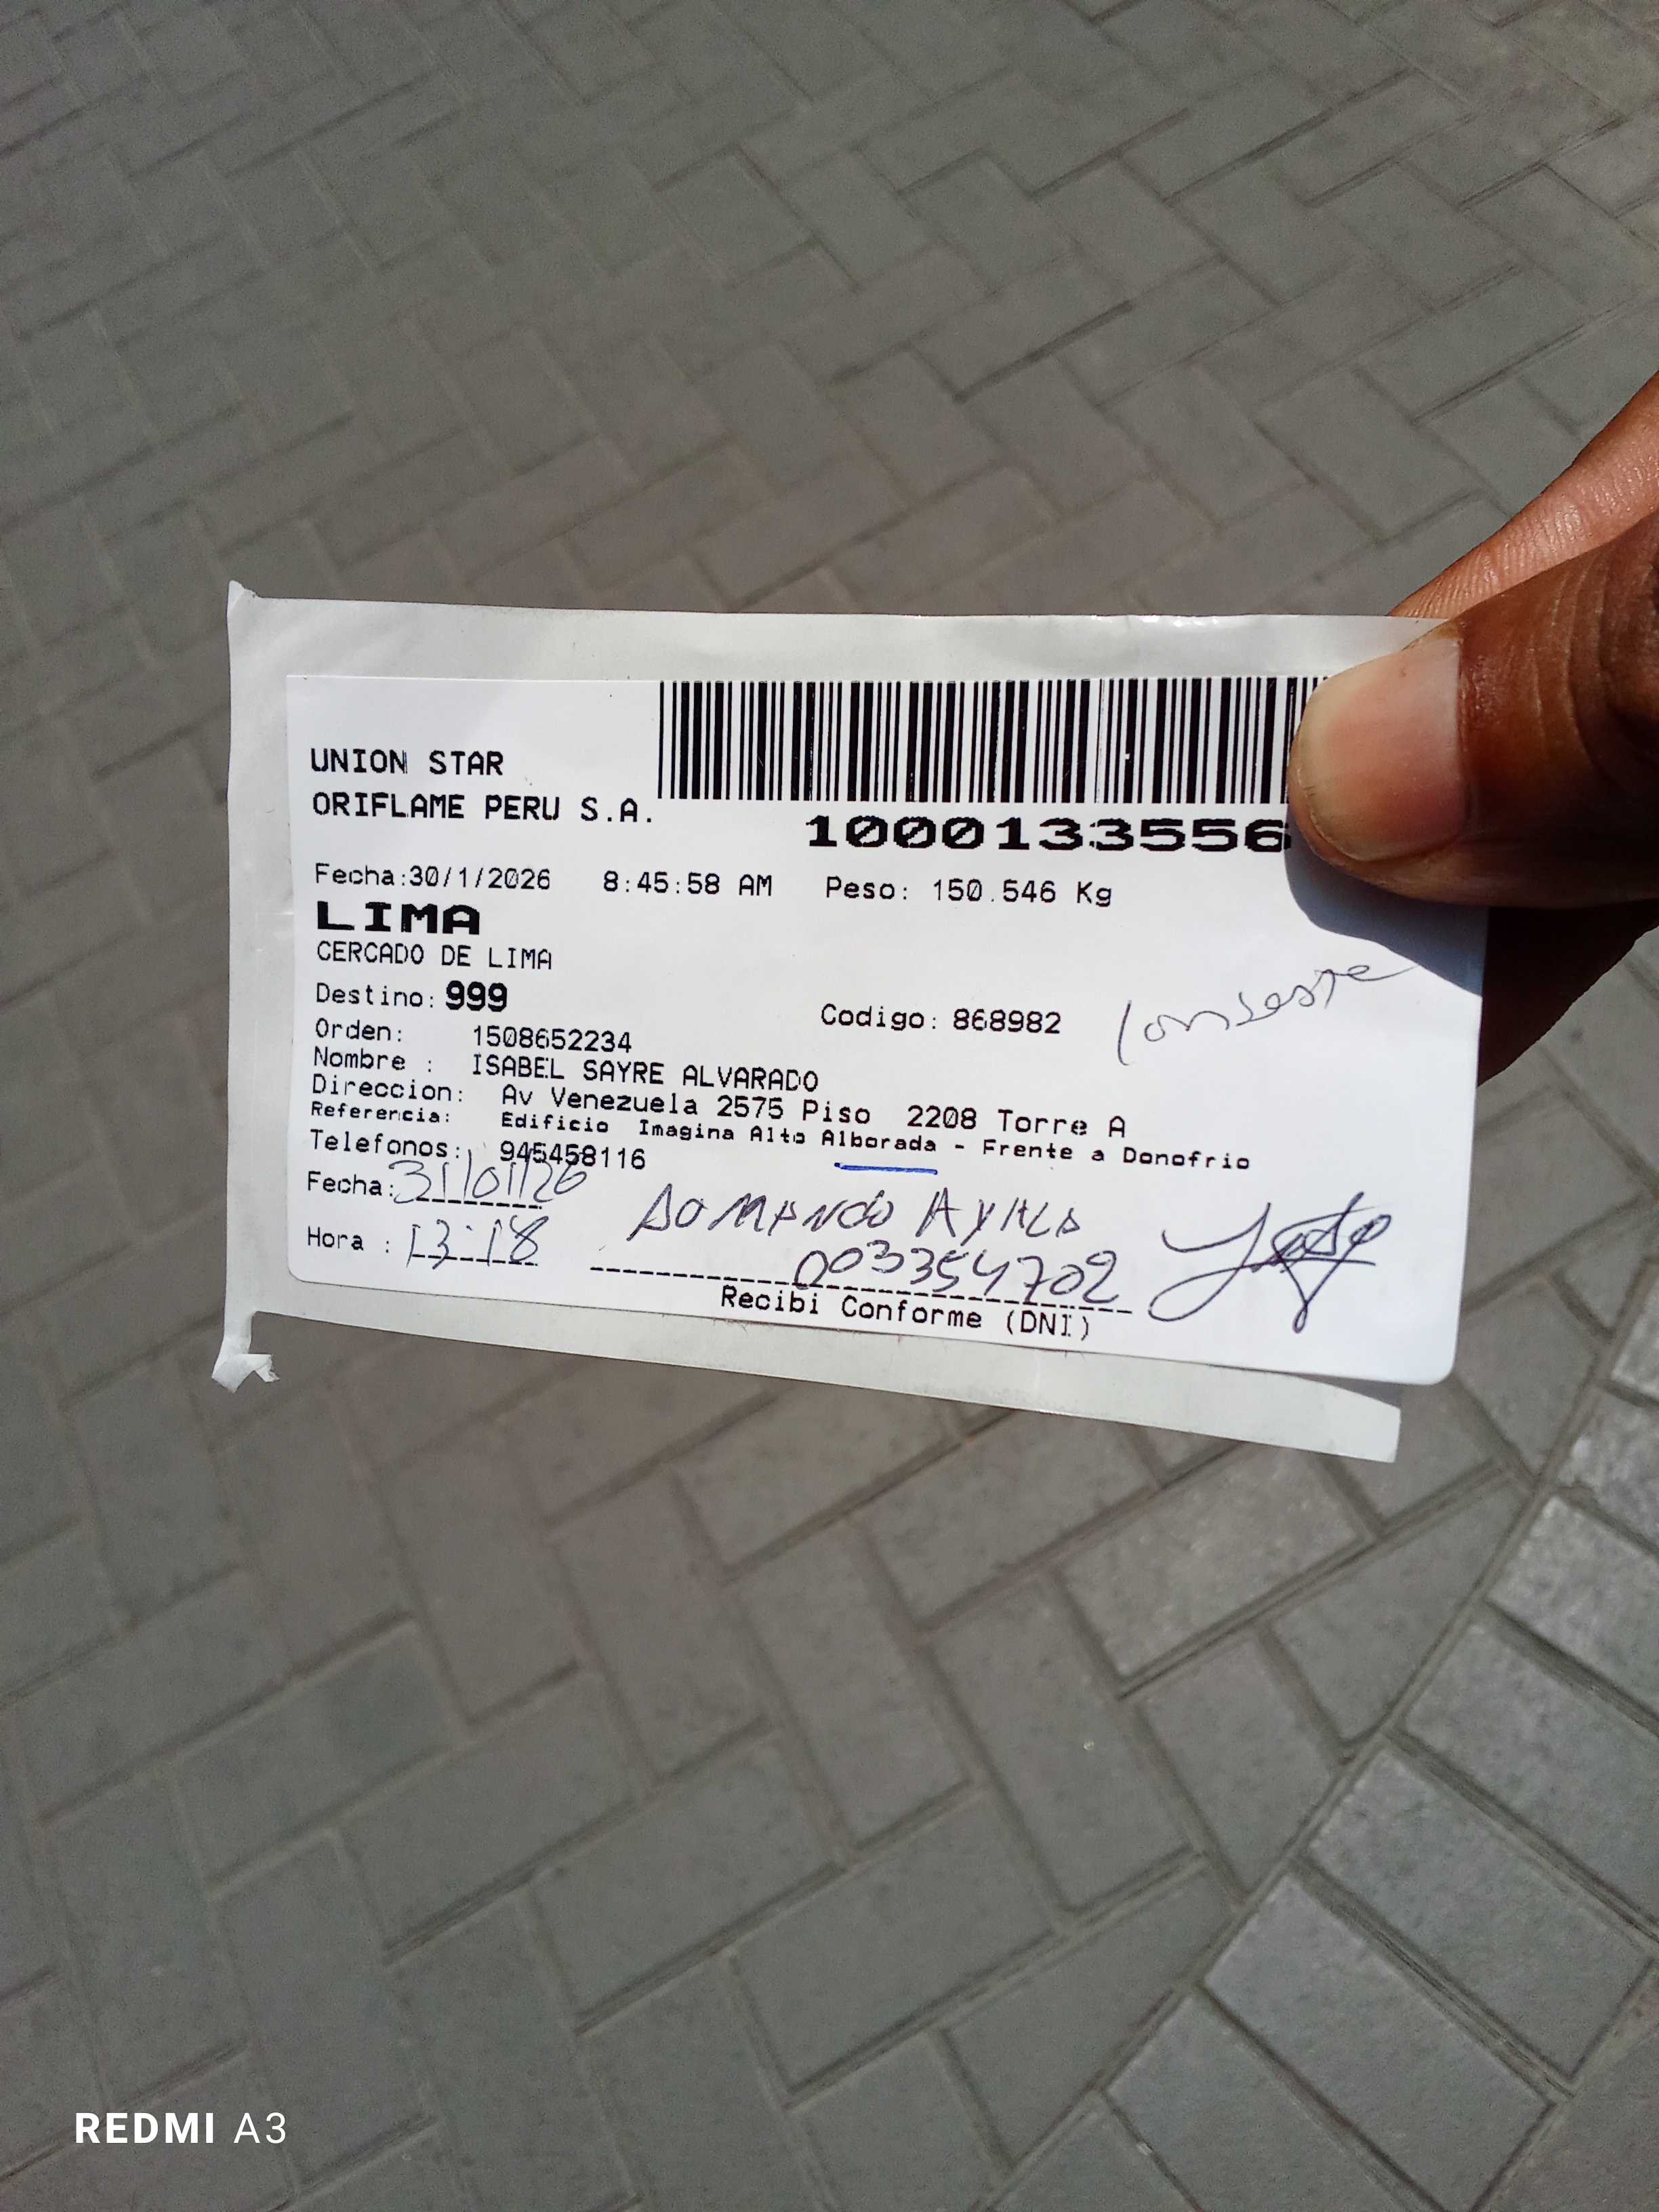 UNION STAR
ORIFLAME PERU S.A.
1000133556
Fecha:30/1/2026 8:45:58 AM Peso: 150.546 Kg
LIMA
CERCADO DE LIMA
Destino: 999
Codigo: 868982
Orden: 1508652234
Nombre : ISABEL SAYRE ALVARADO
Direccion: Av Venezuela 2575 Piso 2208 Torre A
Referencia: Edificio Imagina Alto Alborada - Frente a Donofrio
Telefonos: 945458116
Fecha: 31/01/26
Hora : 13:18
AYALA
003354702
Recibi Conforme (DNI)
REDMI A3